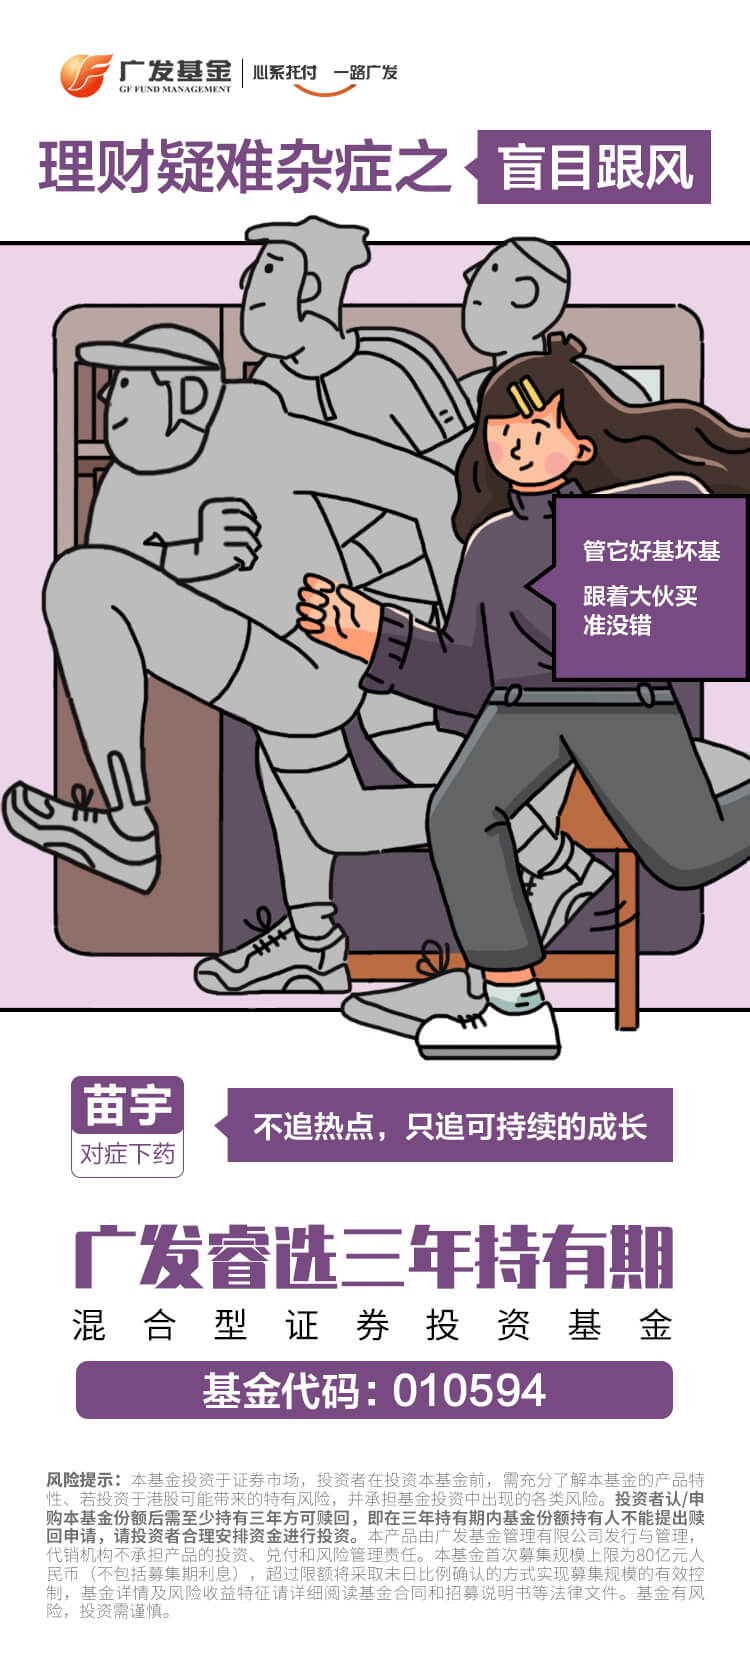 广发基金
GF FUND MANAGEMENT
心系托付 一路广发
理财疑难杂症之
盲目跟风
管它好基坏基
跟着大伙买
准没错
苗宇
对症下药
不追热点，只追可持续的成长
广发睿选三年持有期
混合型证券投资基金
基金代码：010594
风险提示：本基金投资于证券市场，投资者在投资本基金前，需充分了解本基金的产品特
性、若投资于港股可能带来的特有风险，并承担基金投资中出现的各类风险。投资者认/申
购本基金份额后需至少持有三年方可赎回，即在三年持有期内基金份额持有人不能提出赎
回申请，请投资者合理安排资金进行投资。本产品由广发基金管理有限公司发行与管理，
代销机构不承担产品的投资、兑付和风险管理责任。本基金首次募集规模上限为80亿元人
民币（不包括募集期利息），超过限额将采取末日比例确认的方式实现募集规模的有效控
制，基金详情及风险收益特征请详细阅读基金合同和招募说明书等法律文件。基金有风
险，投资需谨慎。